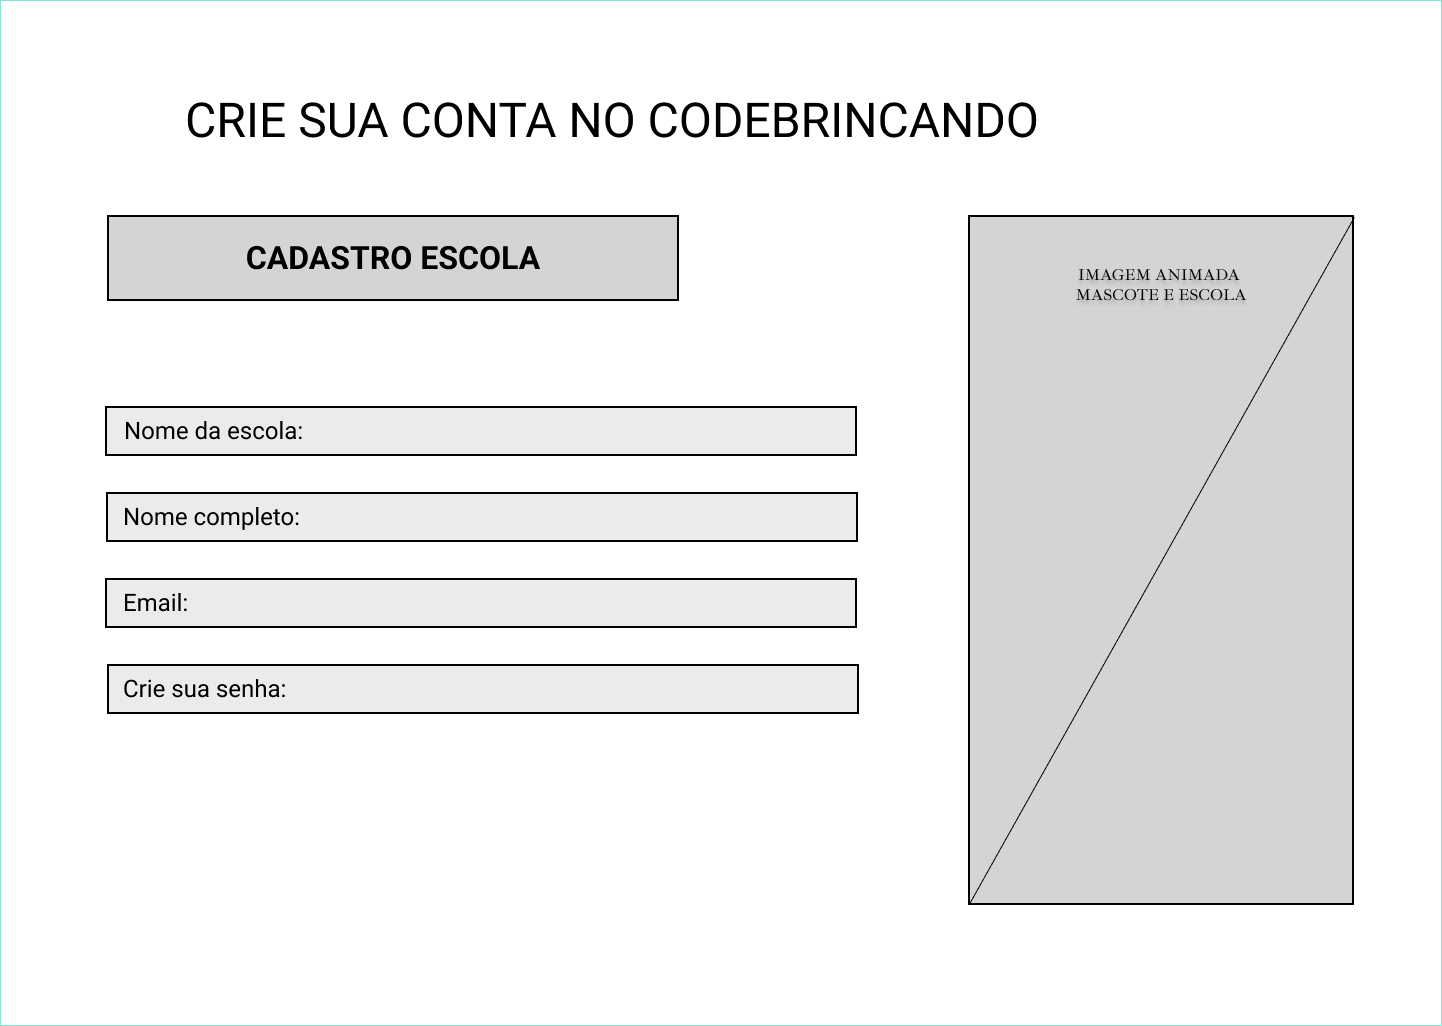 CRIE SUA CONTA NO CODEBRINCANDO
CADASTRO ESCOLA
IMAGEM ANIMADA
MASCOTE E ESCOLA
Nome da escola:
Nome completo:
Email:
Crie sua senha: